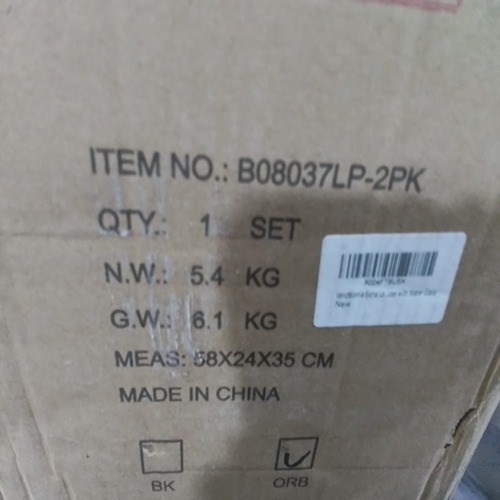 ITEM NO.: B08037LP-2PK
QTY.: 1 SET
N.W.: 5.4 KG
G.W.: 6.1 KG
MEAS: 58X24X35 CM
MADE IN CHINA
BK
ORB